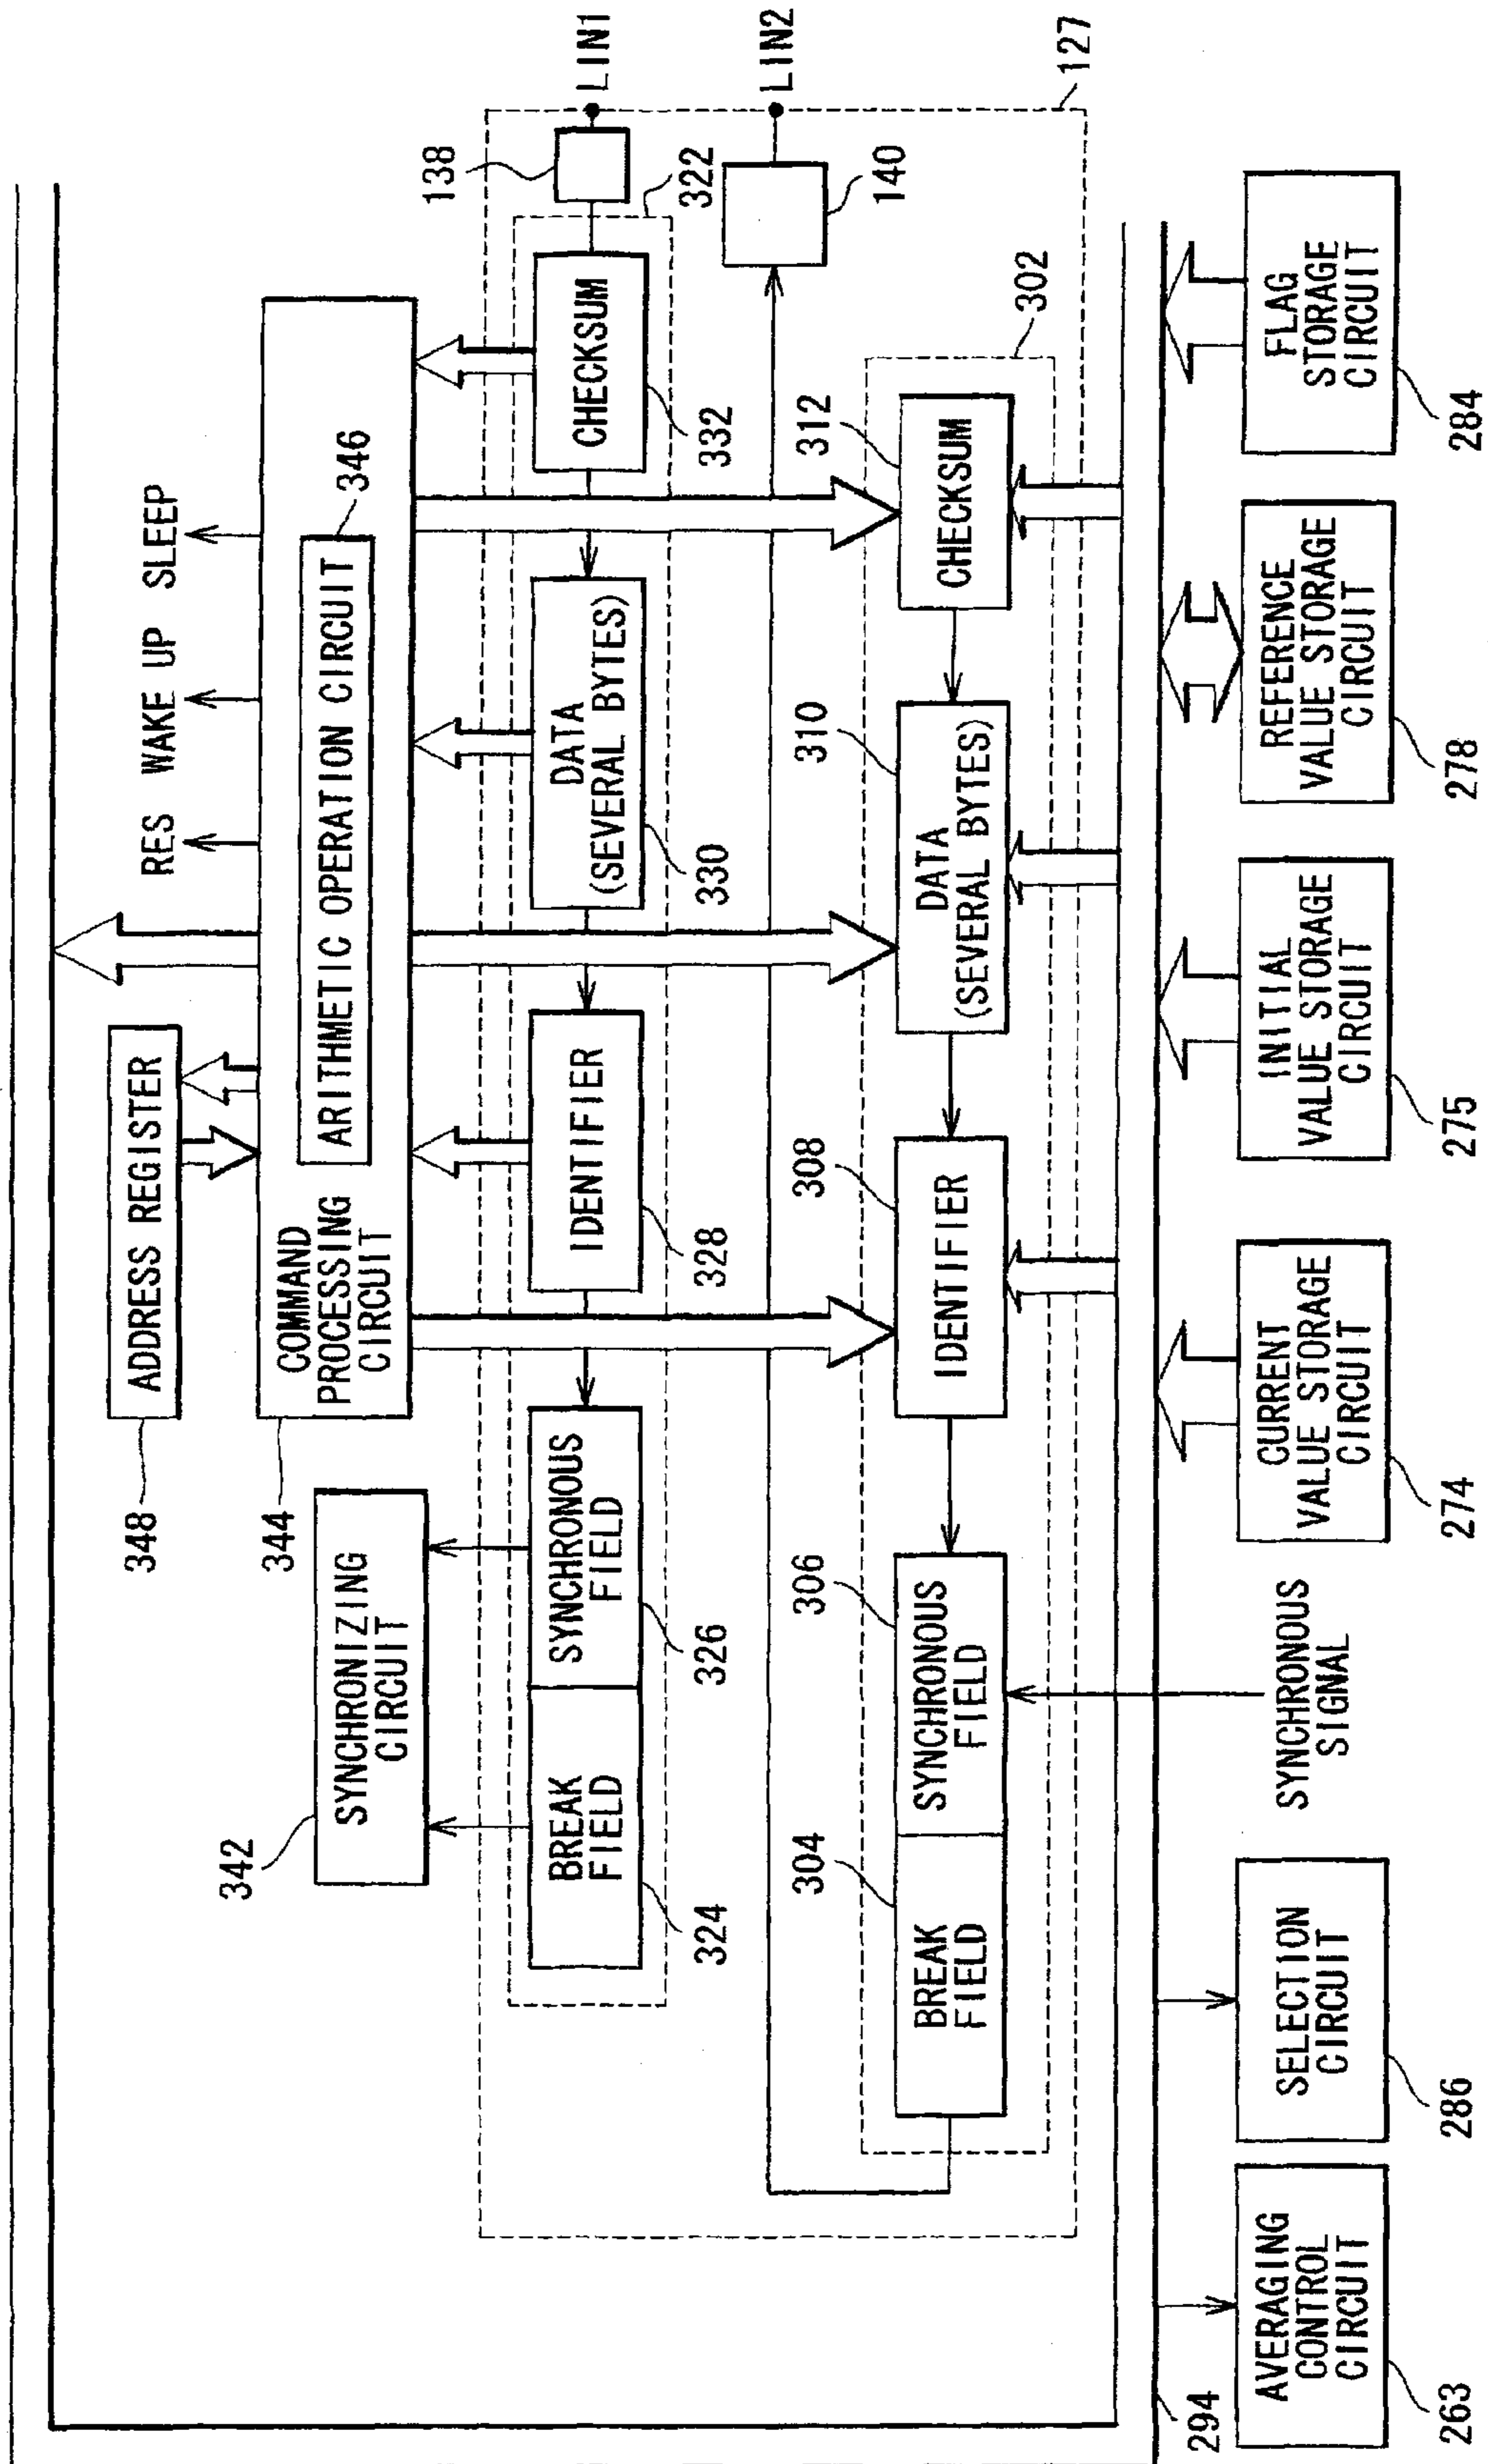 348
ADDRESS REGISTER
RES
WAKE UP
SLEEP
344
COMMAND
PROCESSING
CIRCUIT
ARITHMETIC OPERATION CIRCUIT
346
342
SYNCHRONIZING
CIRCUIT
138
LIN1
322
BREAK
FIELD
324
SYNCHRONOUS
FIELD
326
IDENTIFIER
328
DATA
(SEVERAL BYTES)
330
CHECKSUM
332
LIN2
140
127
302
304
BREAK
FIELD
306
SYNCHRONOUS
FIELD
308
IDENTIFIER
310
DATA
(SEVERAL BYTES)
312
CHECKSUM
294
AVERAGING
CONTROL
CIRCUIT
263
SELECTION
CIRCUIT
286
SYNCHRONOUS
SIGNAL
CURRENT
VALUE STORAGE
CIRCUIT
274
INITIAL
VALUE STORAGE
CIRCUIT
275
REFERENCE
VALUE STORAGE
CIRCUIT
278
FLAG
STORAGE
CIRCUIT
284